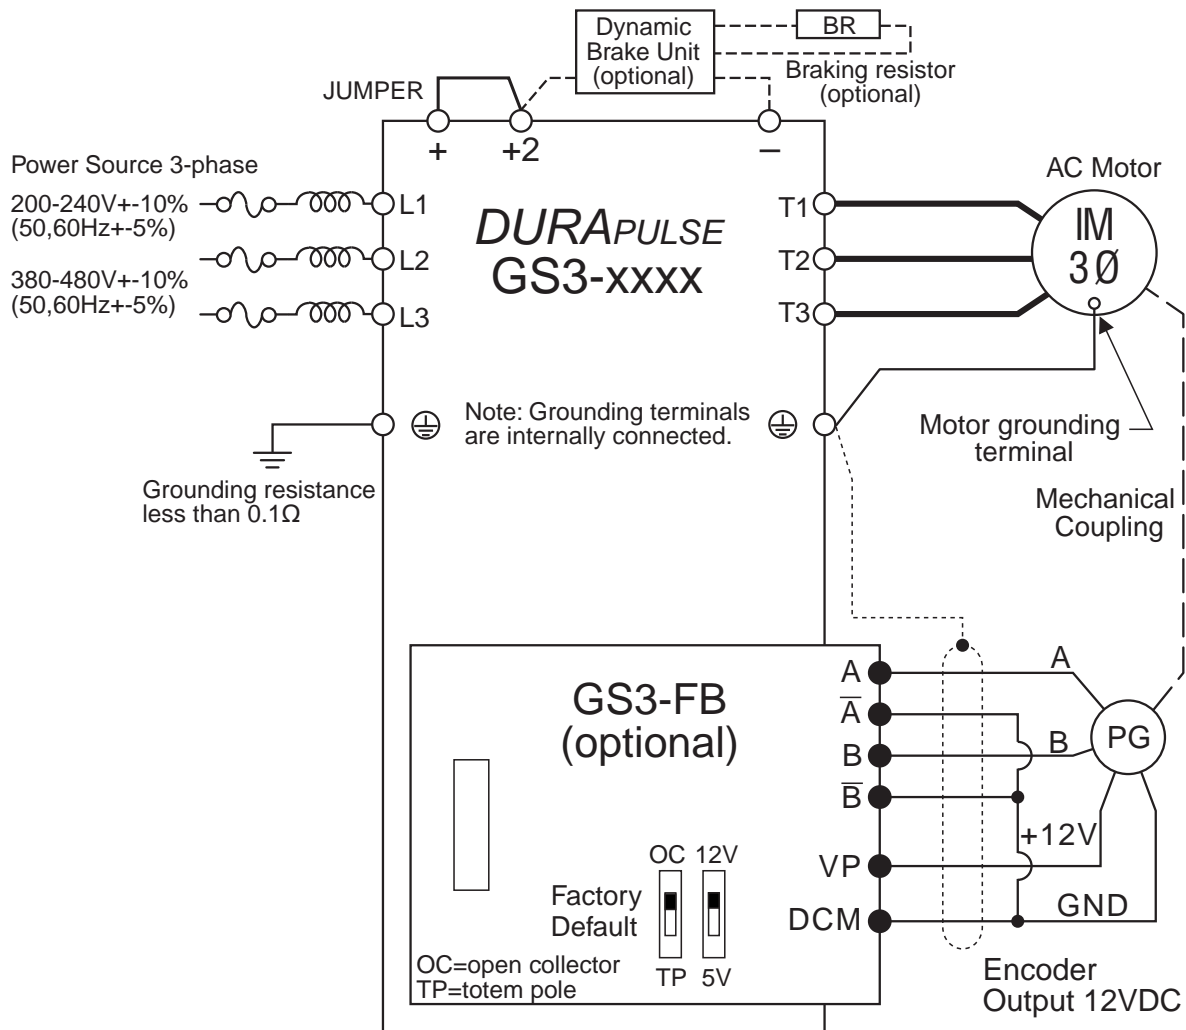 Dynamic
Brake Unit
(optional)
BR
Braking resistor
(optional)
JUMPER
+
+2
–
Power Source 3-phase
200-240V+-10%
(50,60Hz+-5%)
380-480V+-10%
(50,60Hz+-5%)
L1
L2
L3
DURAPULSE
GS3-xxxx
T1
T2
T3
AC Motor
IM
3Ø
Note: Grounding terminals
are internally connected.
Motor grounding
terminal
Grounding resistance
less than 0.1Ω
Mechanical
Coupling
GS3-FB
(optional)
A
A̅
B
B̅
VP
DCM
A
B
PG
+12V
GND
OC 12V
Factory
Default
TP 5V
OC=open collector
TP=totem pole
Encoder
Output 12VDC